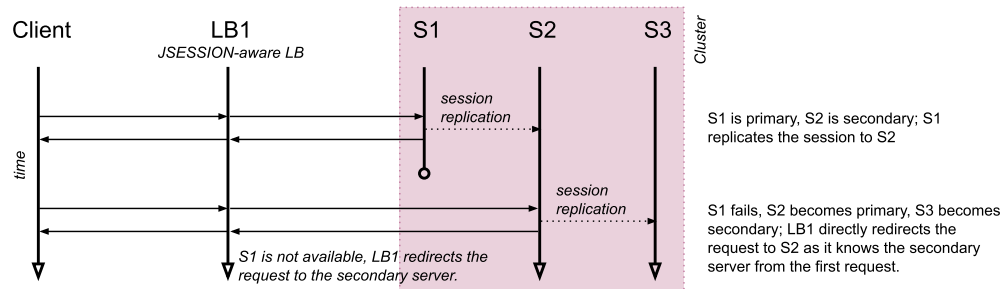 Client
LB1
S1
S2
S3
JSESSION-aware LB
Cluster
session
replication
S1 is primary, S2 is secondary; S1
replicates the session to S2
time
session
replication
S1 fails, S2 becomes primary, S3 becomes
secondary; LB1 directly redirects the
request to S2 as it knows the secondary
server from the first request.
S1 is not available, LB1 redirects the
request to the secondary server.